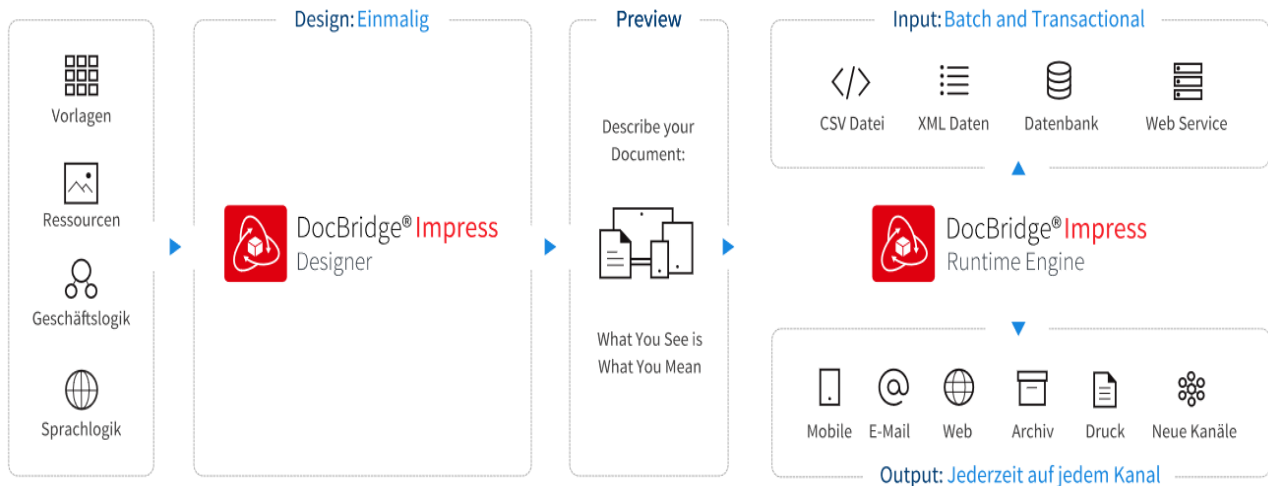 Vorlagen
Ressourcen
Geschäftslogik
Sprachlogik
Design: Einmalig
DocBridge® Impress
Designer
Preview
Describe your
Document:
What You See is
What You Mean
Input: Batch and Transactional
CSV Datei
XML Daten
Datenbank
Web Service
DocBridge® Impress
Runtime Engine
Mobile
E-Mail
Web
Archiv
Druck
Neue Kanäle
Output: Jederzeit auf jedem Kanal